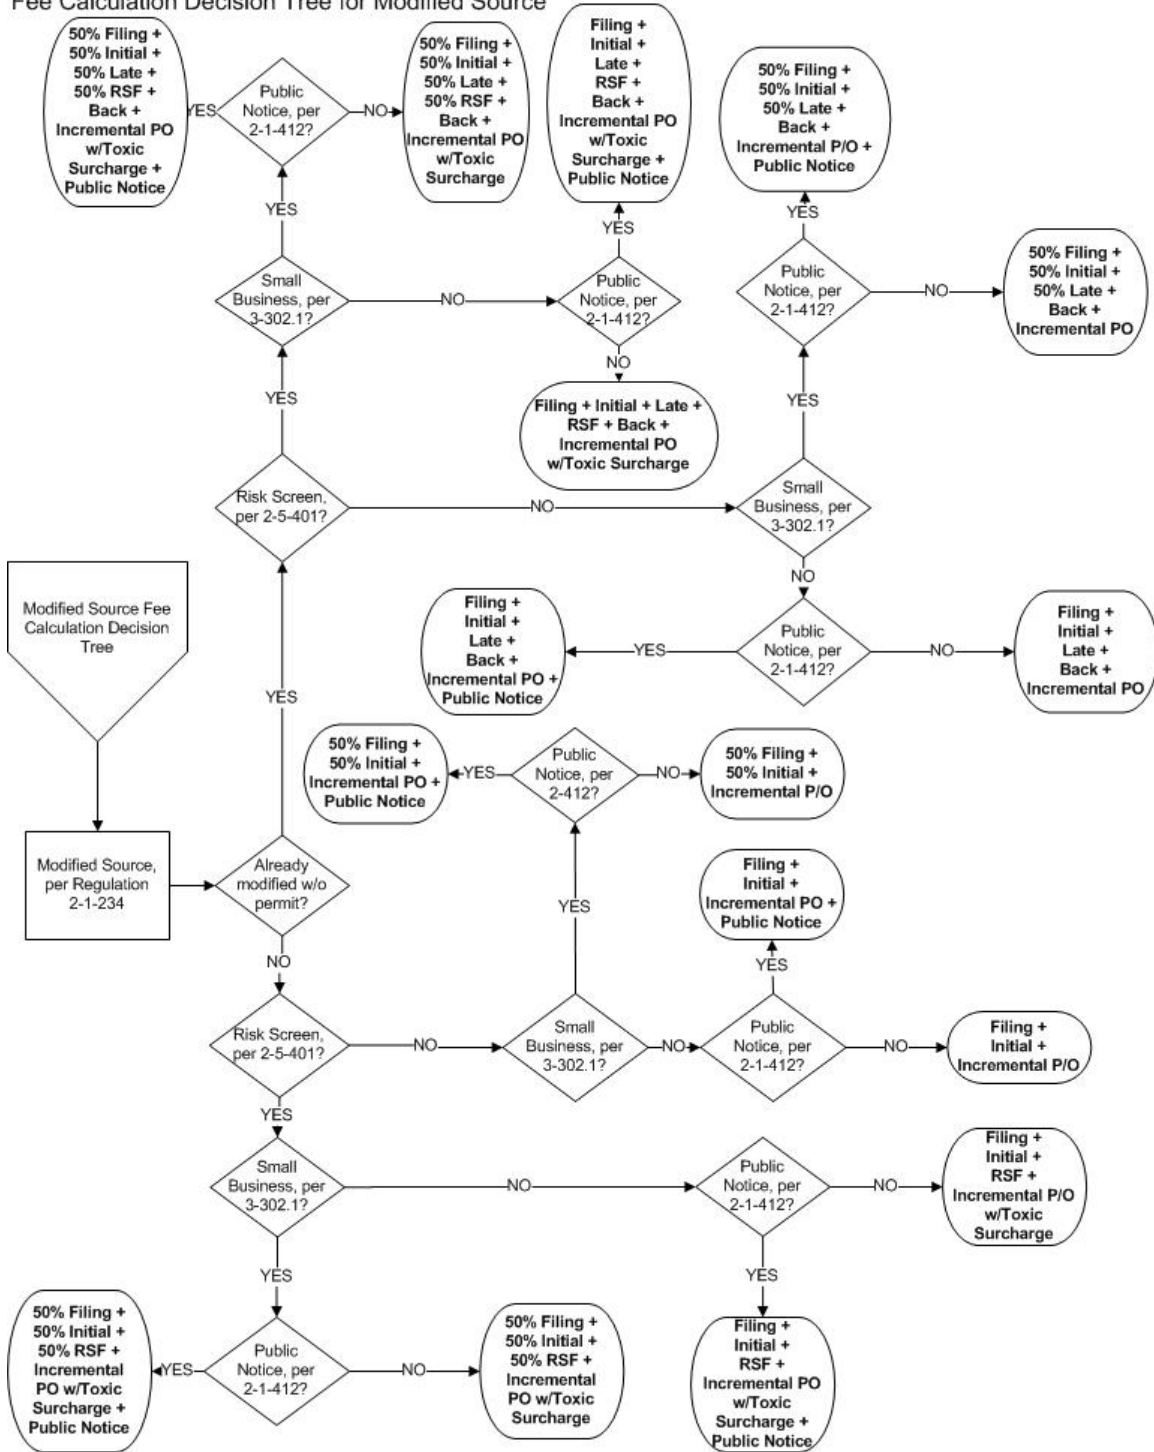 Fee Calculation Decision Tree for Modified Source
50% Filing +
50% Initial +
50% Late +
50% RSF +
Back +
Incremental PO
w/Toxic
Surcharge +
Public Notice
YES
Public
Notice, per
2-1-412?
NO
50% Filing +
50% Initial +
50% Late +
50% RSF +
Back +
Incremental PO
w/Toxic
Surcharge
Filing +
Initial +
Late +
RSF +
Back +
Incremental PO
w/Toxic
Surcharge +
Public Notice
50% Filing +
50% Initial +
50% Late +
Back +
Incremental P/O +
Public Notice
YES
YES
YES
Small
Business, per
3-302.1?
NO
Public
Notice, per
2-1-412?
Public
Notice, per
2-1-412?
NO
50% Filing +
50% Initial +
50% Late +
Back +
Incremental PO
NO
YES
YES
Filing + Initial + Late +
RSF + Back +
Incremental PO
w/Toxic Surcharge
Risk Screen,
per 2-5-401?
NO
Small
Business, per
3-302.1?
NO
Modified Source Fee
Calculation Decision
Tree
Filing +
Initial +
Late +
Back +
Incremental PO +
Public Notice
YES
Public
Notice, per
2-1-412?
NO
Filing +
Initial +
Late +
Back +
Incremental PO
YES
50% Filing +
50% Initial +
Incremental PO +
Public Notice
YES
Public
Notice, per
2-412?
NO
50% Filing +
50% Initial +
Incremental P/O
Modified Source,
per Regulation
2-1-234
Already
modified w/o
permit?
YES
Filing +
Initial +
Incremental PO +
Public Notice
NO
YES
Risk Screen,
per 2-5-401?
NO
Small
Business, per
3-302.1?
NO
Public
Notice, per
2-1-412?
NO
Filing +
Initial +
Incremental P/O
YES
Small
Business, per
3-302.1?
NO
Public
Notice, per
2-1-412?
NO
Filing +
Initial +
RSF +
Incremental P/O
w/Toxic
Surcharge
YES
YES
50% Filing +
50% Initial +
50% RSF +
Incremental
PO w/Toxic
Surcharge +
Public Notice
YES
Public
Notice, per
2-1-412?
NO
50% Filing +
50% Initial +
50% RSF +
Incremental
PO w/Toxic
Surcharge
Filing +
Initial +
RSF +
Incremental PO
w/Toxic
Surcharge +
Public Notice